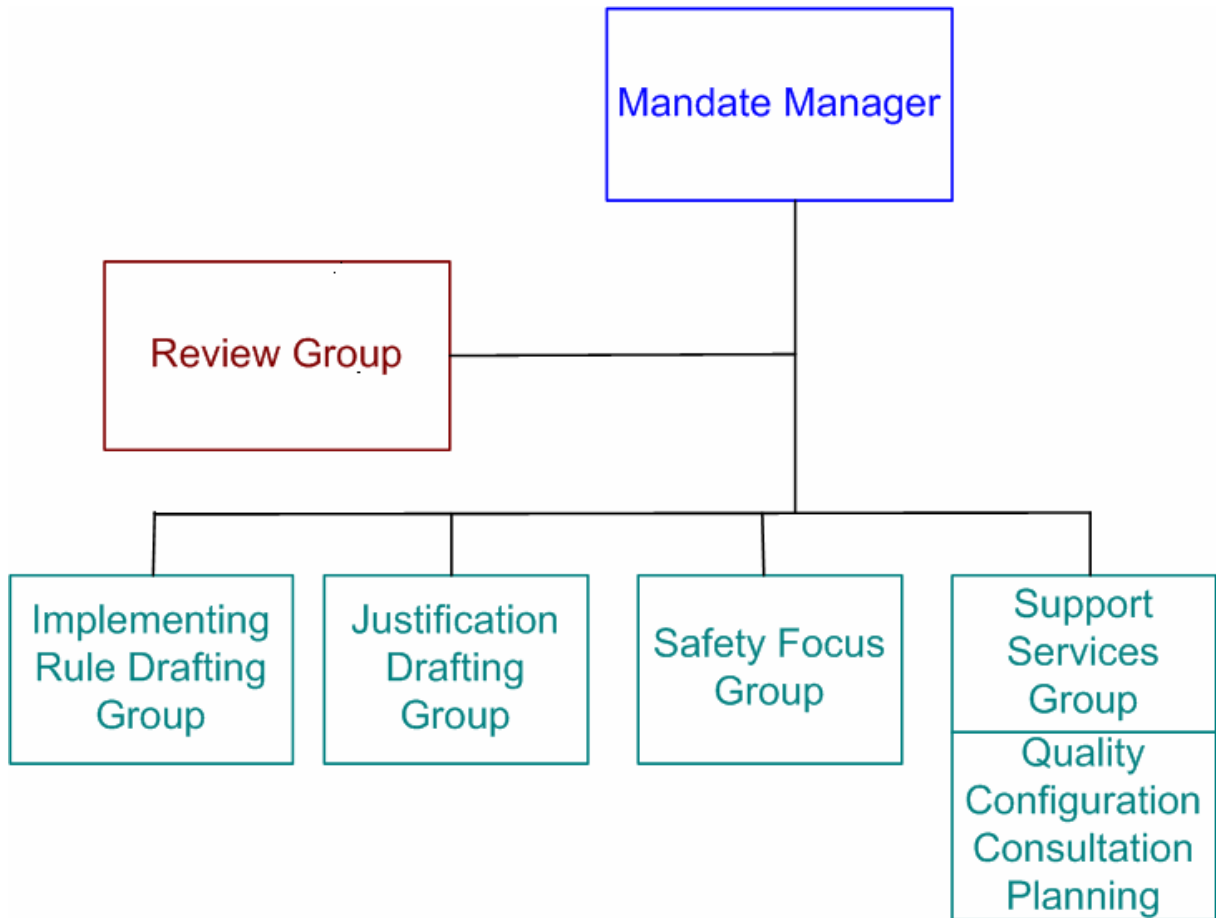 Mandate Manager
Review Group
Implementing
Rule Drafting
Group
Justification
Drafting
Group
Safety Focus
Group
Support
Services
Group
Quality
Configuration
Consultation
Planning